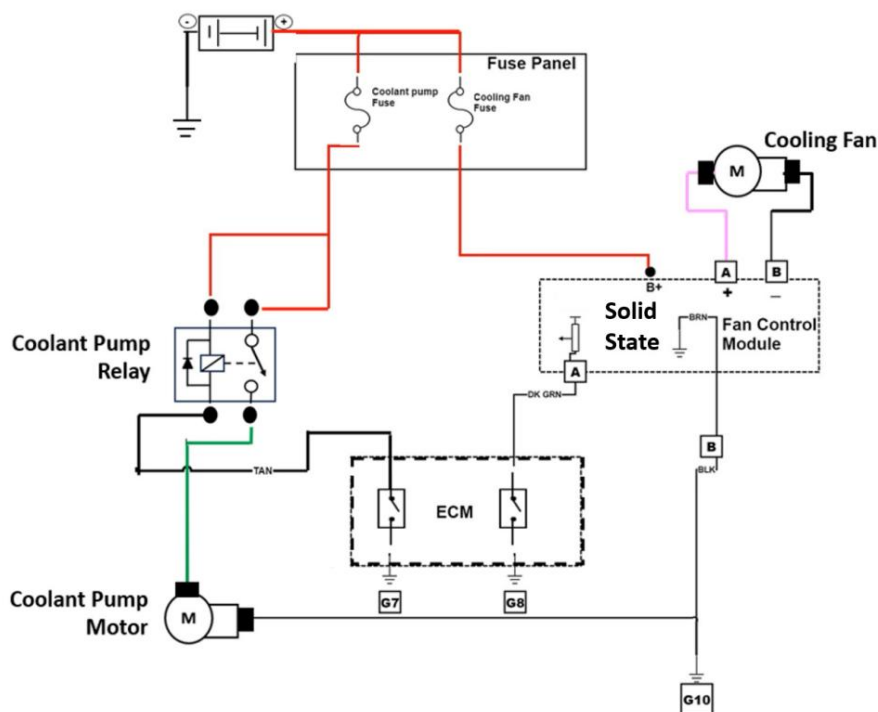 - +
Fuse Panel
Coolant pump
Fuse
Cooling Fan
Fuse
Cooling Fan
M
A
B
B+
+
–
Solid
State
BRN
Fan Control
Module
A
DK GRN
B
BLK
Coolant Pump
Relay
TAN
ECM
G7
G8
Coolant Pump
Motor
M
G10